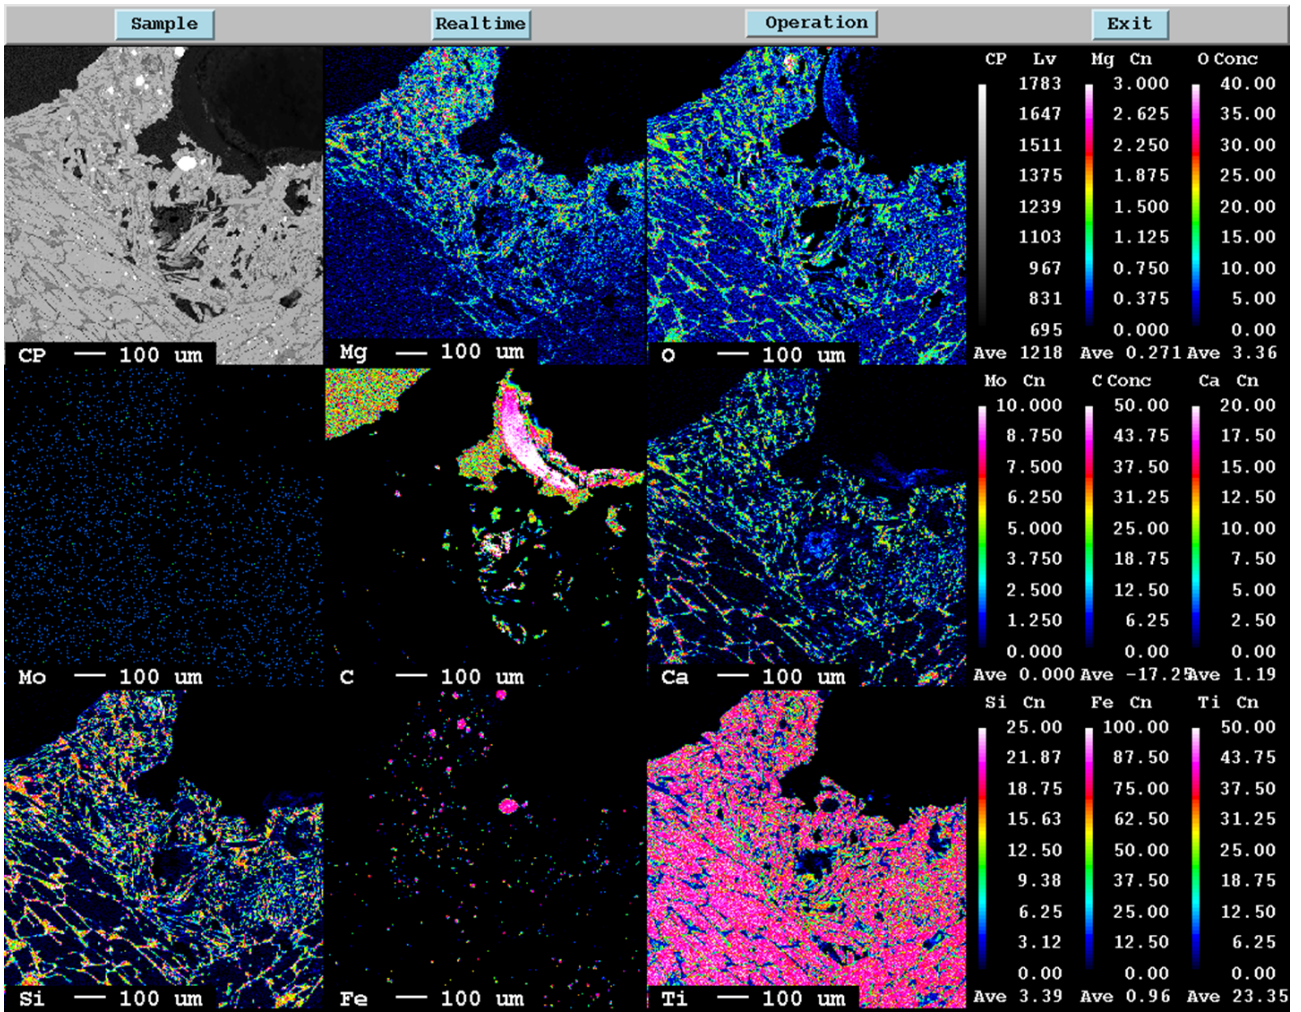 Sample Realtime Operation Exit
CP Lv Mg Cn O Conc
1783 3.000 40.00
1647 2.625 35.00
1511 2.250 30.00
1375 1.875 25.00
1239 1.500 20.00
1103 1.125 15.00
967 0.750 10.00
831 0.375 5.00
695 0.000 0.00
Ave 1218 Ave 0.271 Ave 3.36
CP 100 um Mg 100 um O 100 um
Mo Cn C Conc Ca Cn
10.000 50.00 20.00
8.750 43.75 17.50
7.500 37.50 15.00
6.250 31.25 12.50
5.000 25.00 10.00
3.750 18.75 7.50
2.500 12.50 5.00
1.250 6.25 2.50
0.000 0.00 0.00
Ave 0.000 Ave -17.25 Ave 1.19
Mo 100 um C 100 um Ca 100 um
Si Cn Fe Cn Ti Cn
25.00 100.00 50.00
21.87 87.50 43.75
18.75 75.00 37.50
15.63 62.50 31.25
12.50 50.00 25.00
9.38 37.50 18.75
6.25 25.00 12.50
3.12 12.50 6.25
0.00 0.00 0.00
Ave 3.39 Ave 0.96 Ave 23.35
Si 100 um Fe 100 um Ti 100 um